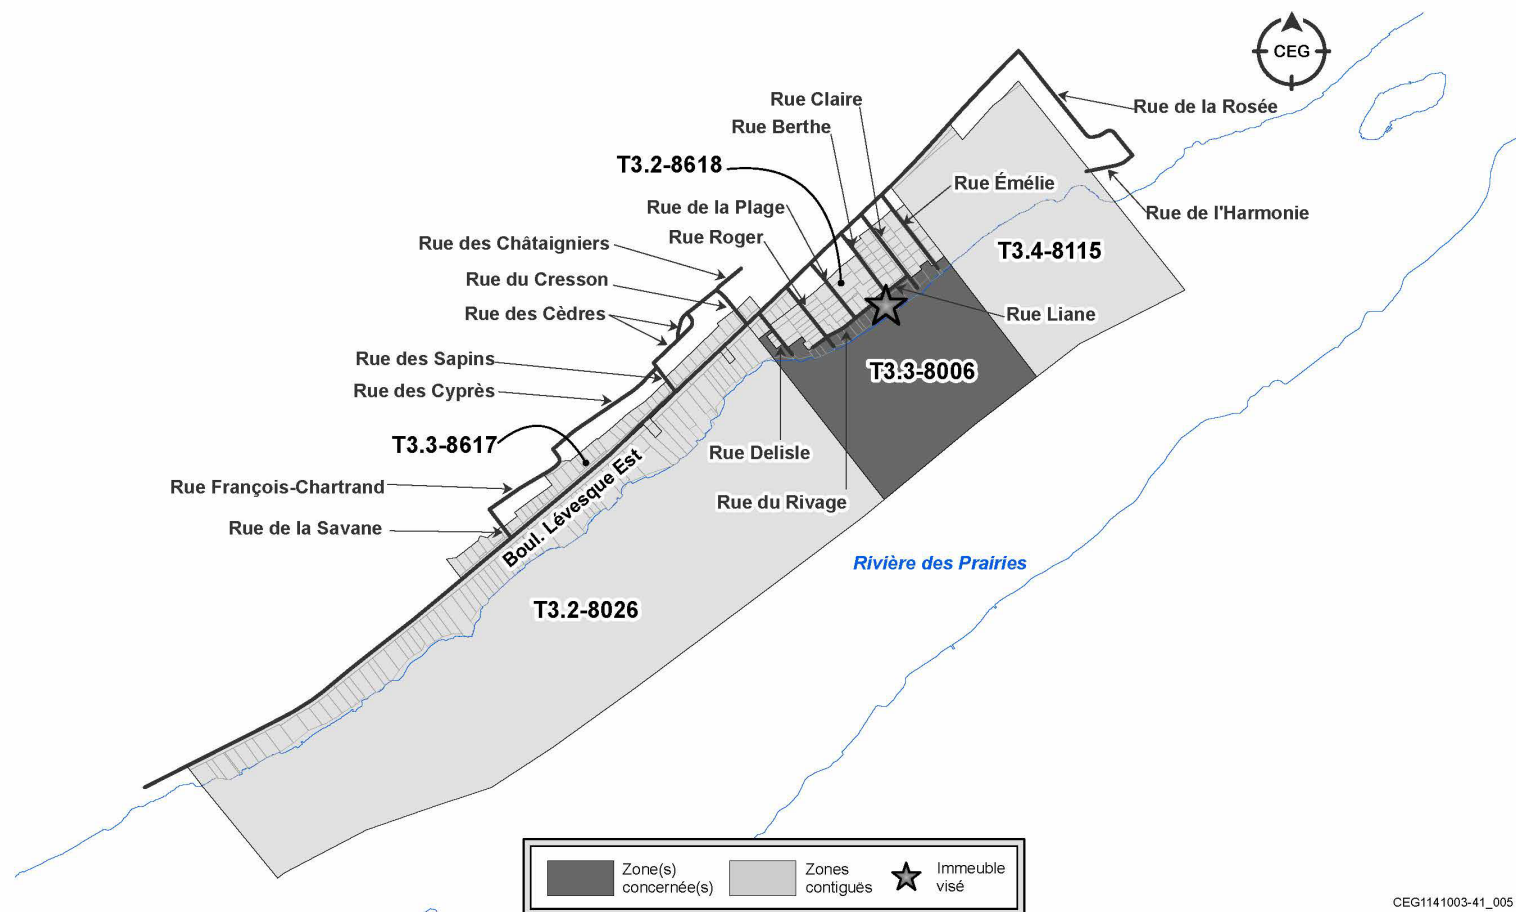 CEG
Rue Claire
Rue de la Rosée
Rue Berthe
T3.2-8618
Rue Émélie
Rue de la Plage
Rue de l'Harmonie
Rue Roger
Rue des Châtaigniers
T3.4-8115
Rue du Cresson
Rue des Cèdres
Rue Liane
Rue des Sapins
T3.3-8006
Rue des Cyprès
T3.3-8617
Rue Delisle
Rue François-Chartrand
Rue du Rivage
Rue de la Savane
Boul. Lévesque Est
Rivière des Prairies
T3.2-8026
Zone(s)
concernée(s)
Zones
contiguës
Immeuble
visé
CEG1141003-41_005